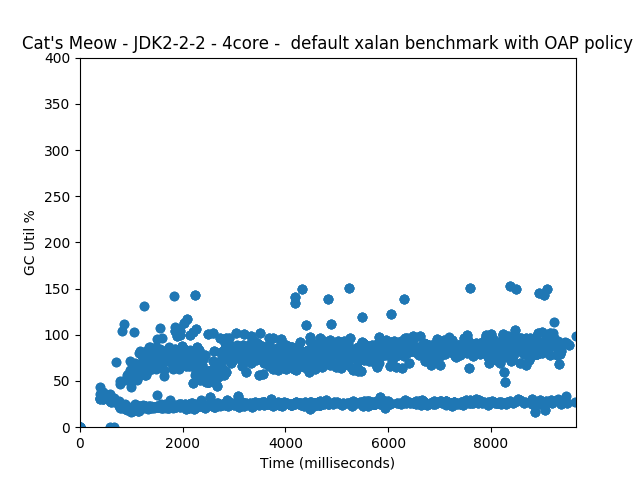 Cat's Meow - JDK2-2-2 - 4core -  default xalan benchmark with OAP policy
400
350
300
250
200
150
100
50
0
GC Util %
0 2000 4000 6000 8000
Time (milliseconds)